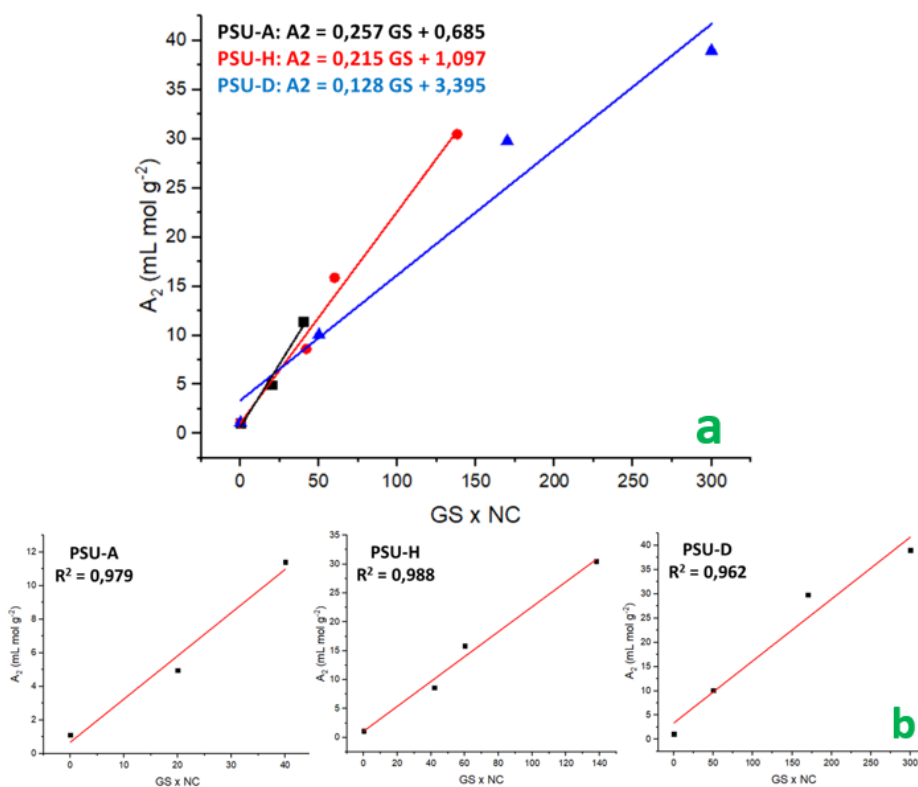 PSU-A: A2 = 0,257 GS + 0,685
PSU-H: A2 = 0,215 GS + 1,097
PSU-D: A2 = 0,128 GS + 3,395
40
35
30
25
20
15
10
5
0
A₂ (mL mol g⁻²)
0 50 100 150 200 250 300
GS x NC
a
PSU-A
R² = 0,979
12
10
8
6
4
2
0
A₂ (mL mol g⁻²)
0 10 20 30 40
GS x NC
PSU-H
R² = 0,988
35
30
25
20
15
10
5
0
A₂ (mL mol g⁻²)
0 20 40 60 80 100 120 140
GS x NC
PSU-D
R² = 0,962
45
40
35
30
25
20
15
10
5
0
A₂ (mL mol g⁻²)
0 50 100 150 200 250 300
GS x NC
b